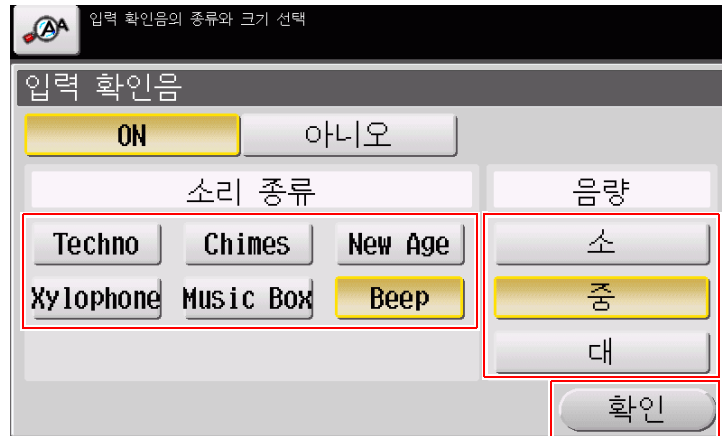 입력 확인음의 종류와 크기 선택
입력 확인음
ON 아니오
소리 종류 음량
Techno Chimes New Age 소
Xylophone Music Box Beep 중
대
확인